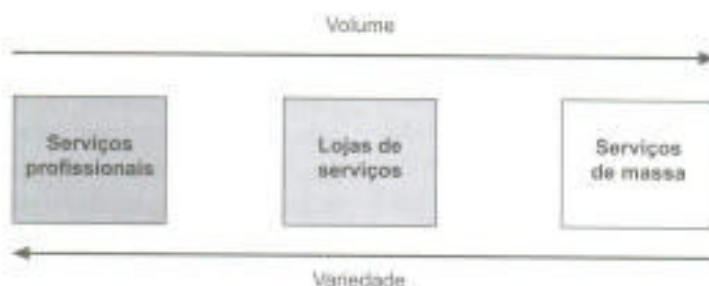 Volume
Serviços
profissionais
Lojas de
serviços
Serviços
de massa
Variedade